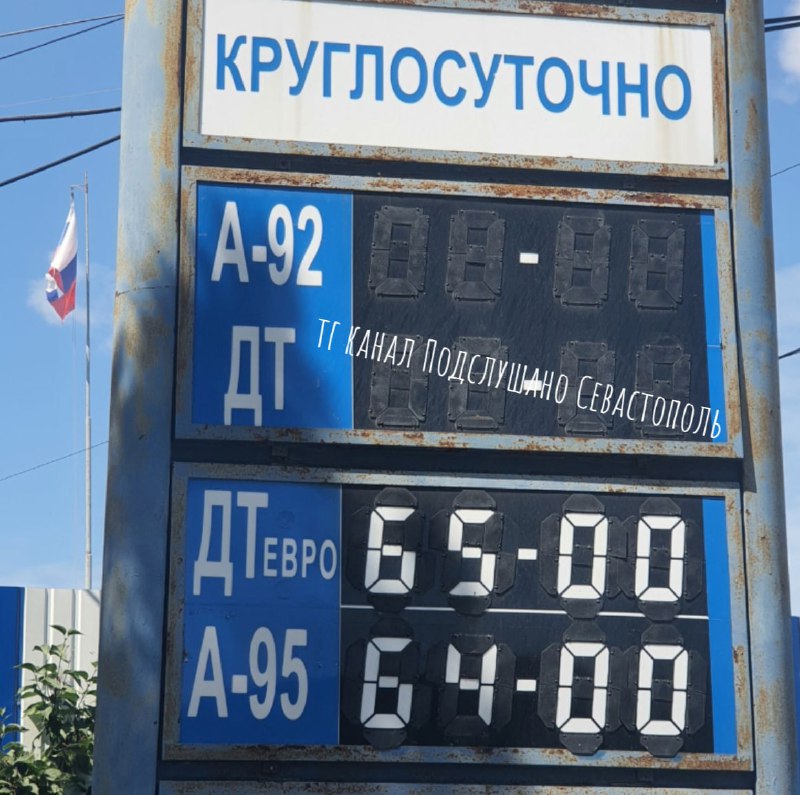 КРУГЛОСУТОЧНО
А-92
ДТ
тг канал Подслушано Севастополь
ДТЕВРО 65-00
А-95 64-00